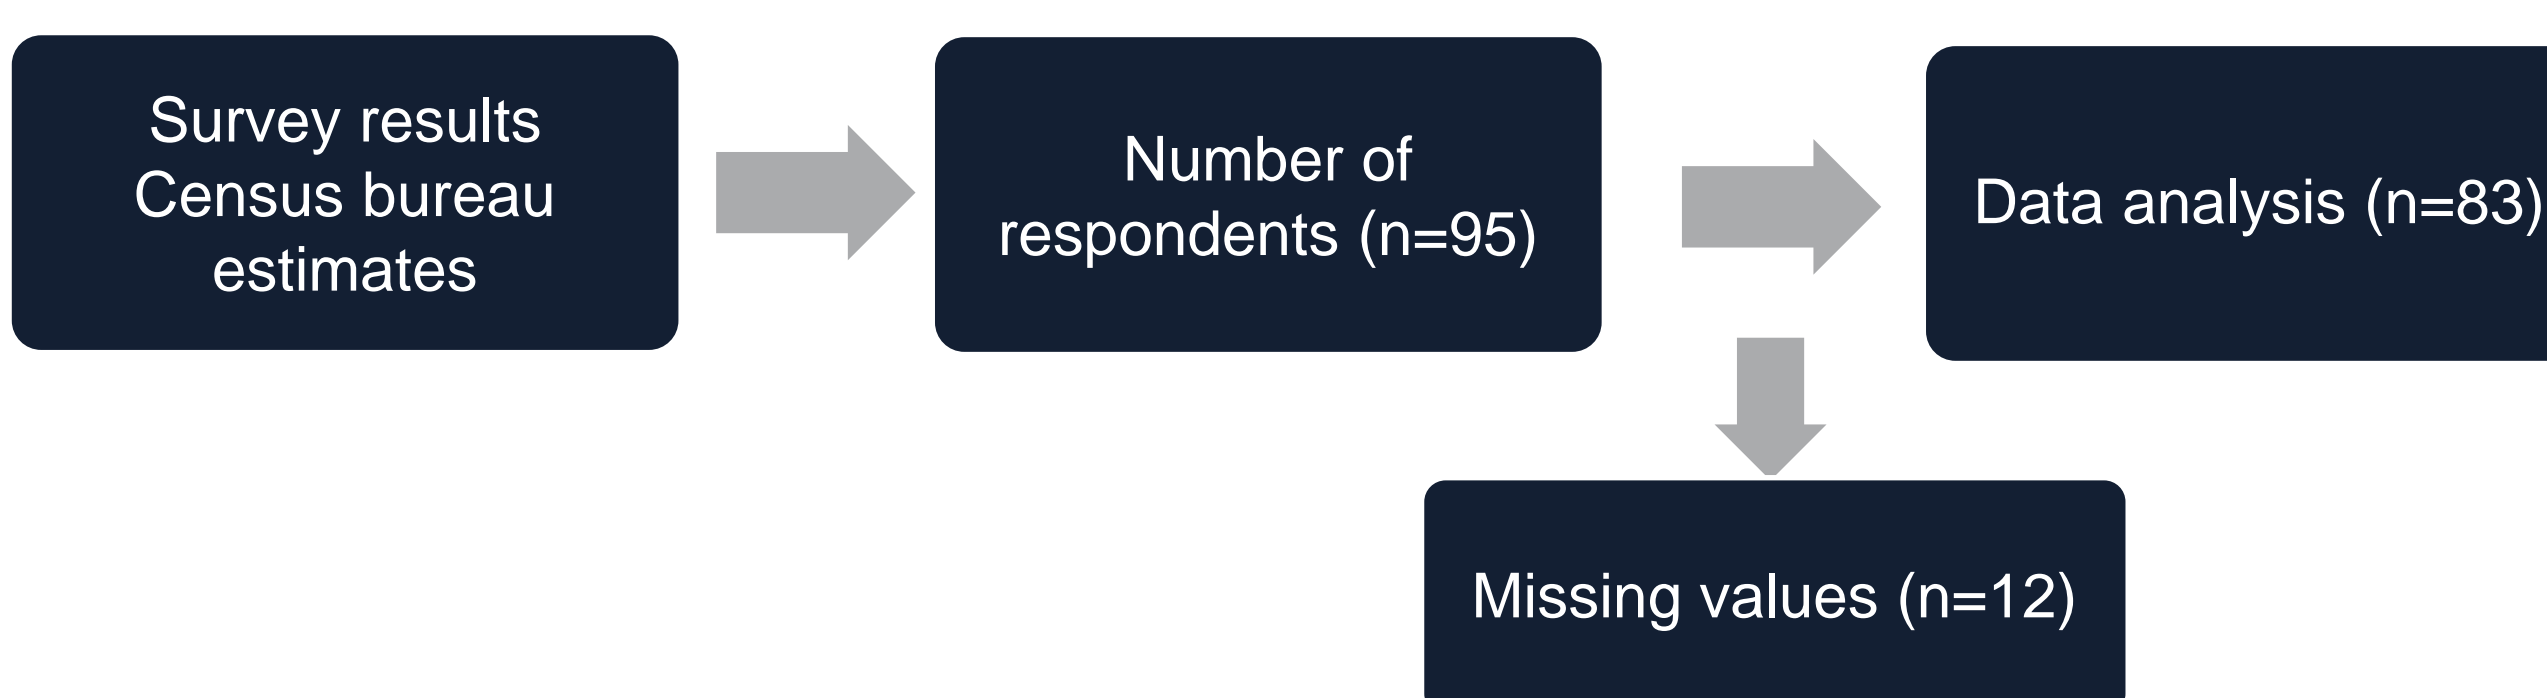 Survey results
Census bureau
estimates
Number of
respondents (n=95)
Data analysis (n=83)
Missing values (n=12)